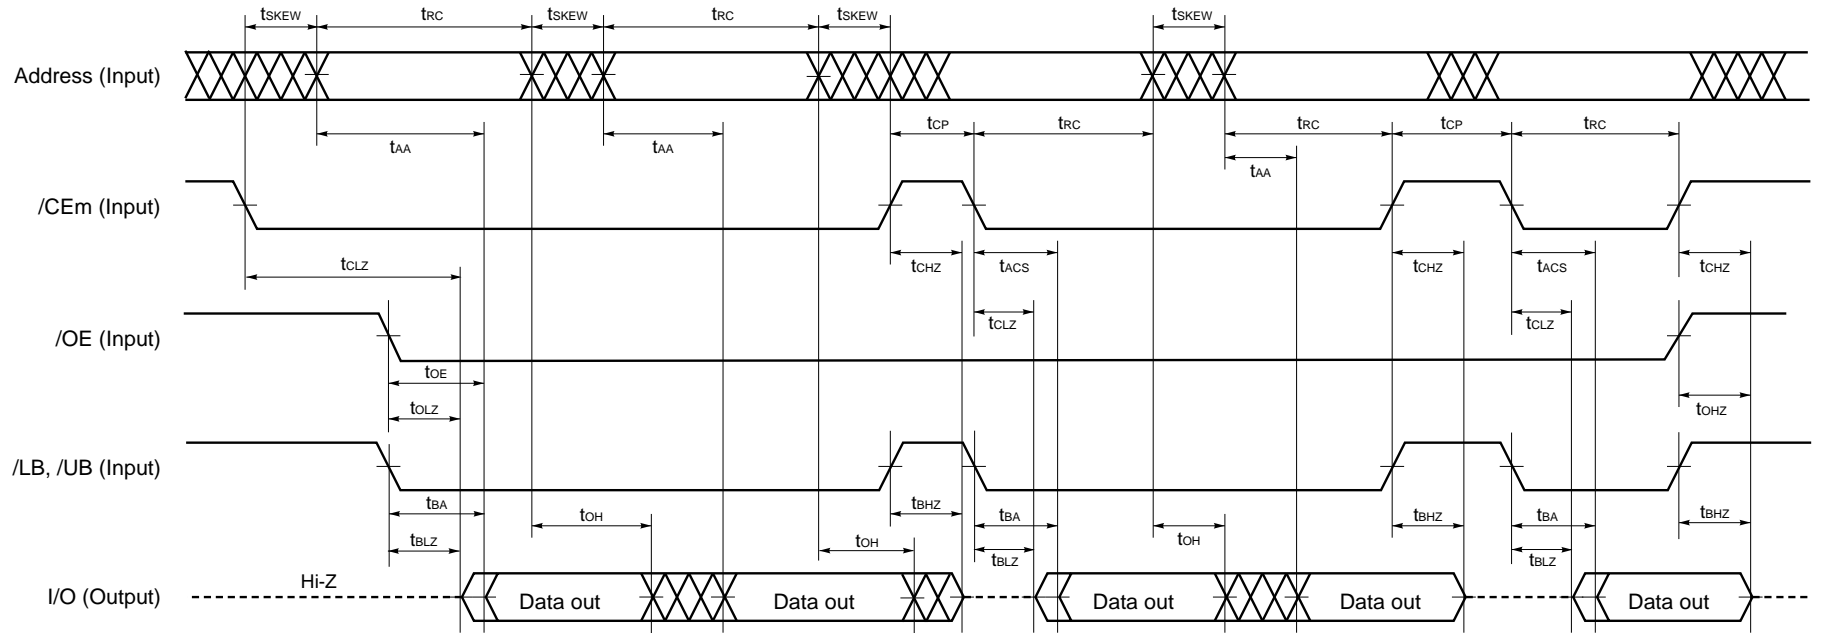 tSKEW tRC tSKEW tRC tSKEW tSKEW
Address (Input)
tCP tRC tRC tCP tRC
tAA tAA tAA
/CEm (Input)
tCLZ tCHZ tACS tCHZ tACS tCHZ
tCLZ tCLZ
/OE (Input)
tOE
tOLZ tOHZ
/LB, /UB (Input)
tBA tOH tBHZ tBA tOH tBHZ tBA tBHZ
tBLZ tOH tBLZ tBLZ
Hi-Z
I/O (Output) Data out Data out Data out Data out Data out